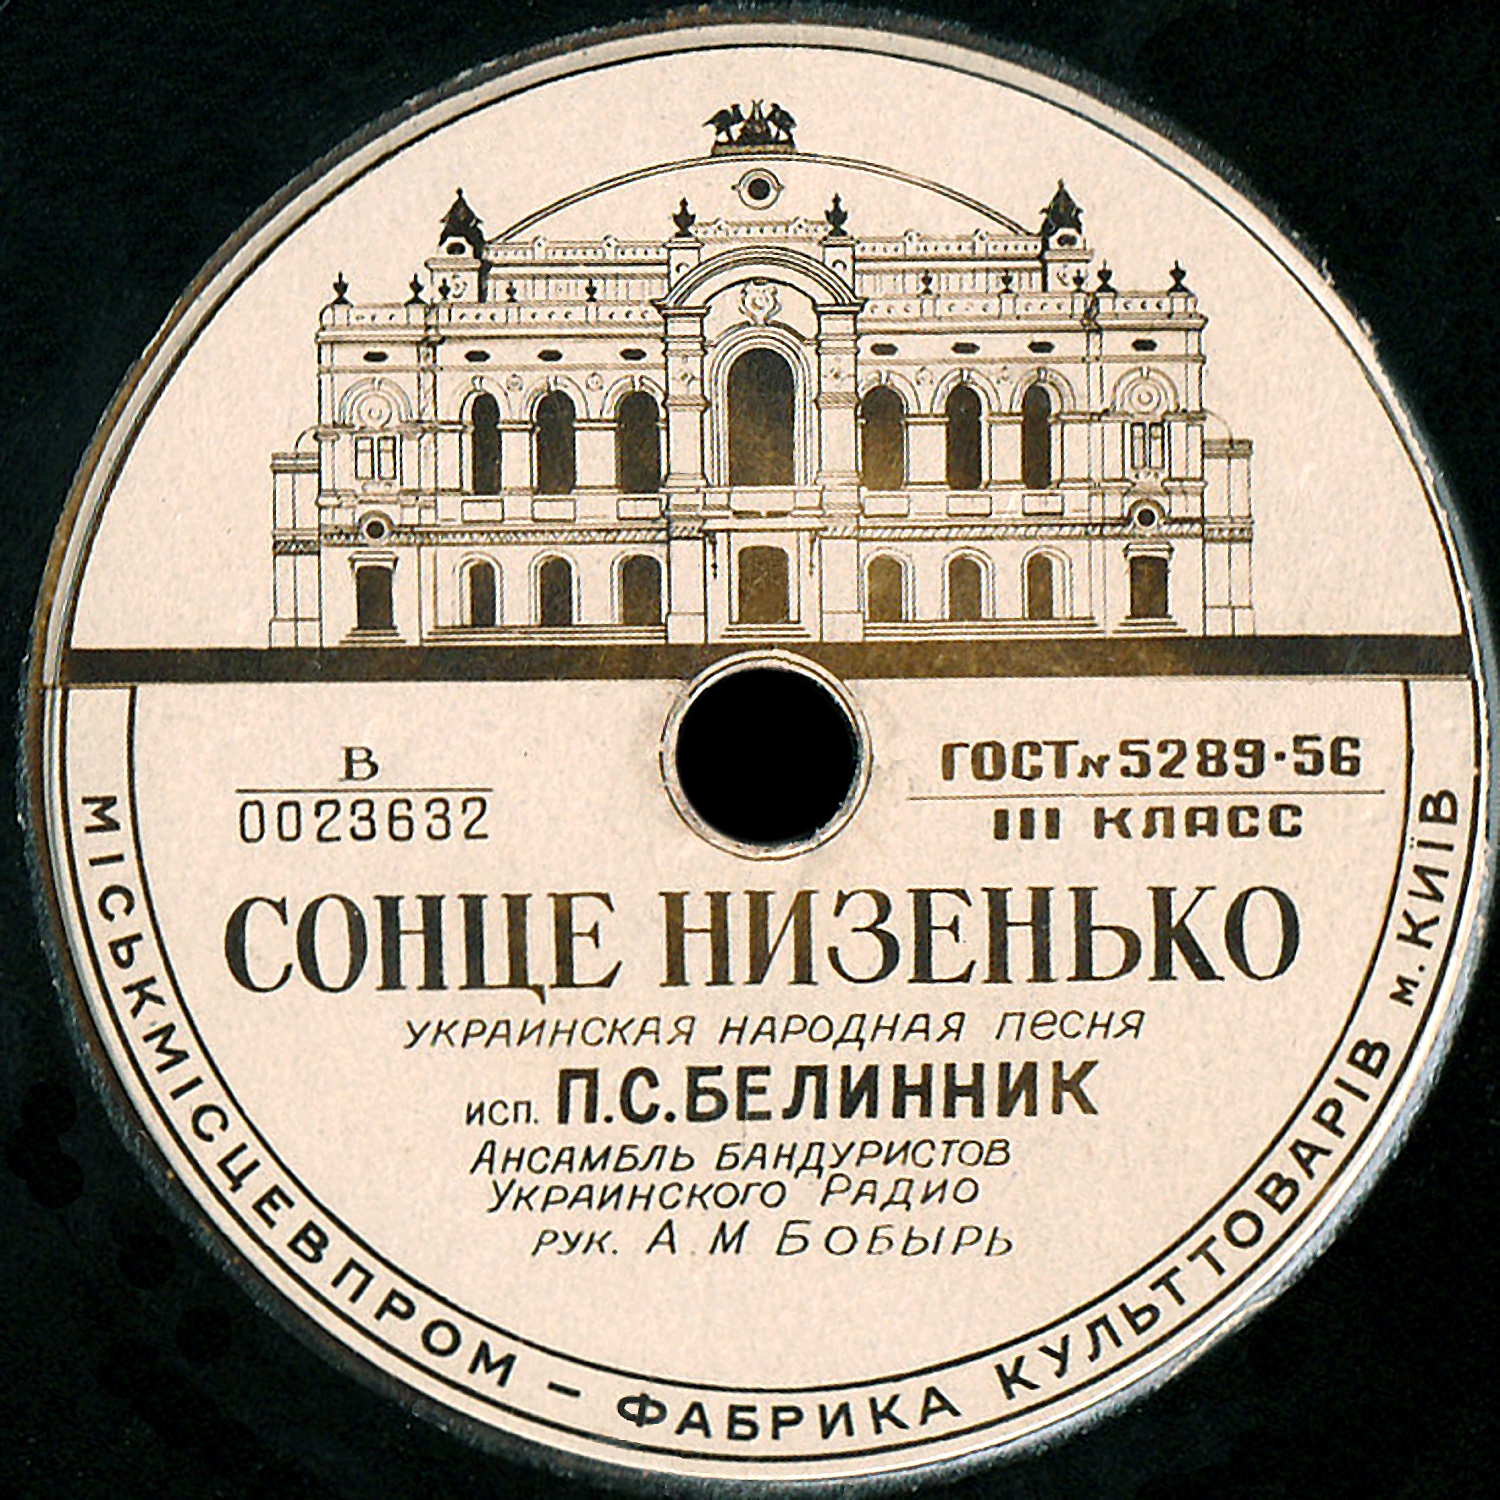 В
0023632
ГОСТ № 5289·56
III КЛАСС
СОНЦЕ НИЗЕНЬКО
УКРАИНСКАЯ НАРОДНАЯ ПЕСНЯ
ИСП. П.С.БЕЛИННИК
АНСАМБЛЬ БАНДУРИСТОВ
УКРАИНСКОГО РАДИО
РУК. А.М БОБЫРЬ
МІСЬКМІСЦЕВПРОМ – ФАБРИКА КУЛЬТТОВАРІВ м. КИЇВ